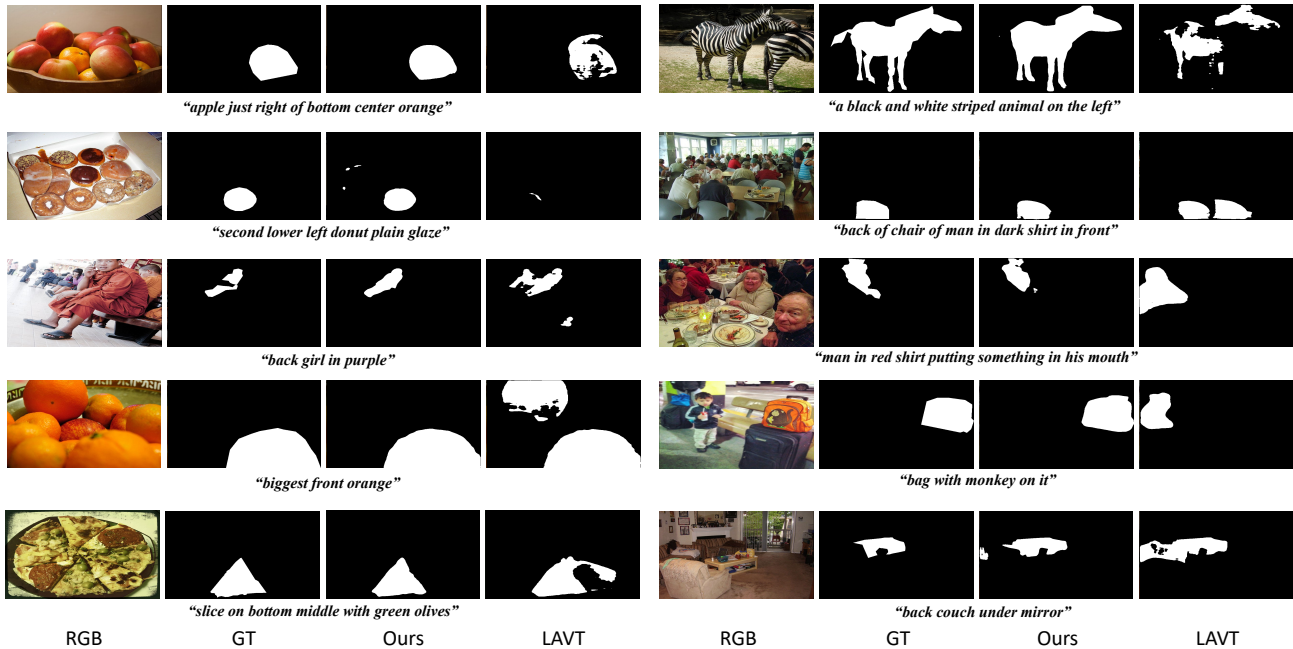 “apple just right of bottom center orange”
“a black and white striped animal on the left”
“second lower left donut plain glaze”
“back of chair of man in dark shirt in front”
“back girl in purple”
“man in red shirt putting something in his mouth”
“biggest front orange”
“bag with monkey on it”
“slice on bottom middle with green olives”
“back couch under mirror”
RGB GT Ours LAVT RGB GT Ours LAVT